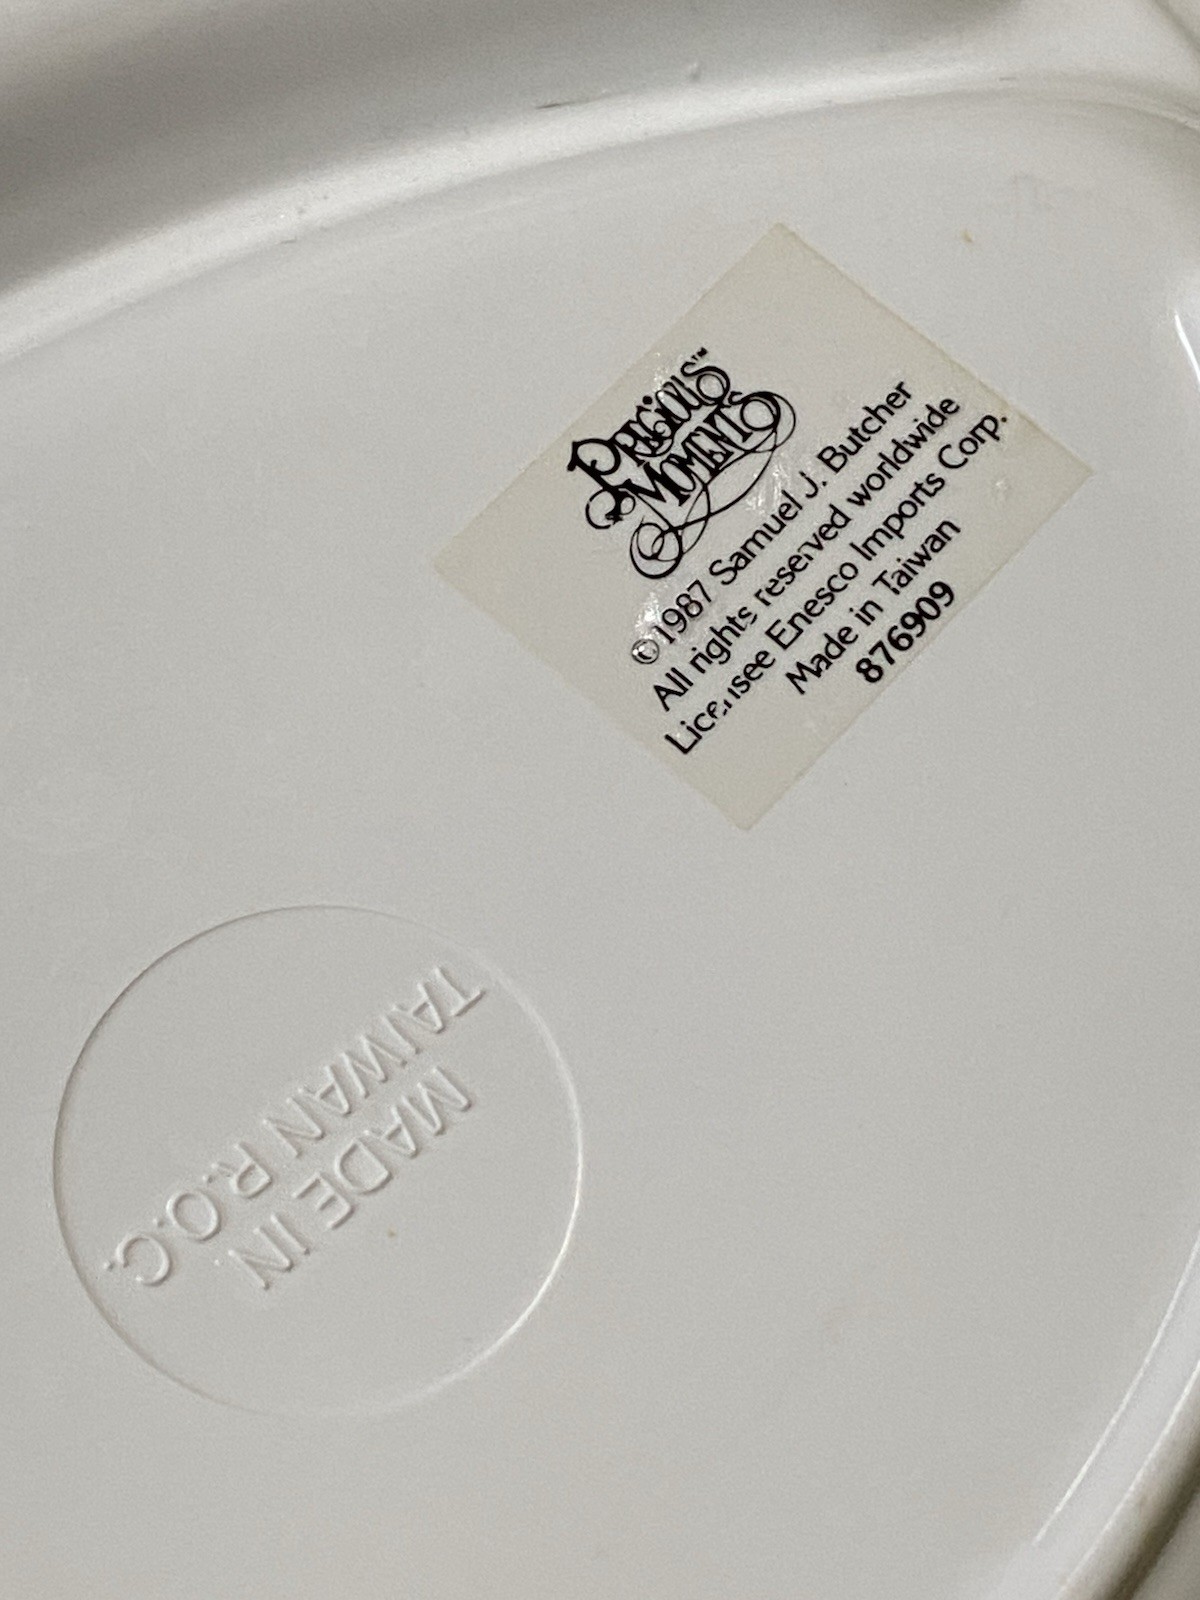 PRECIOUS™
MOMENTS
©1987 Samuel J. Butcher
All rights reserved worldwide
Licensee Enesco Imports Corp.
Made in Taiwan
876909
MADE IN
TAIWAN R.O.C.